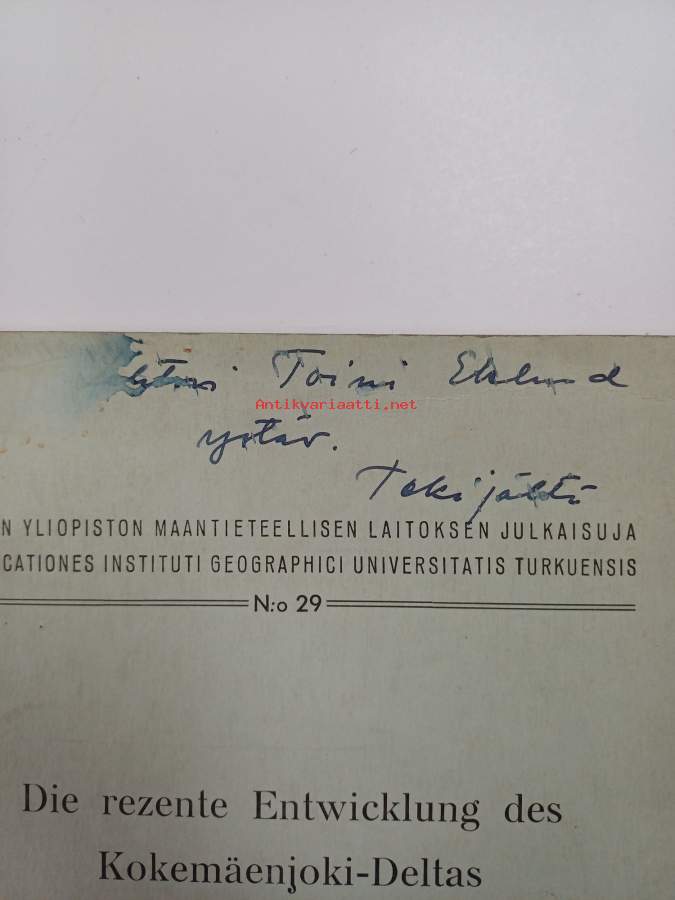 Toini Eklund
Antikvariaatti.net
ystäv.
Tekijältä
N YLIOPISTON MAANTIETEELLISEN LAITOKSEN JULKAISUJA
CATIONES INSTITUTI GEOGRAPHICI UNIVERSITATIS TURKUENSIS
N:o 29
Die rezente Entwicklung des
Kokemäenjoki-Deltas